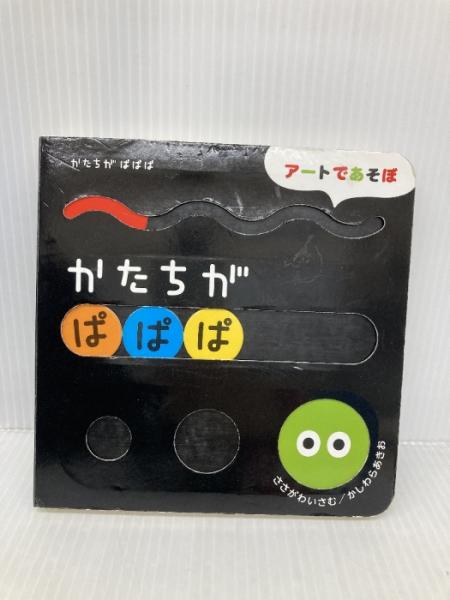 かたちが ぱぱぱ
アートであそぼ
かたちが
ぱぱぱ
ささがわいさむ/かしわらあきお